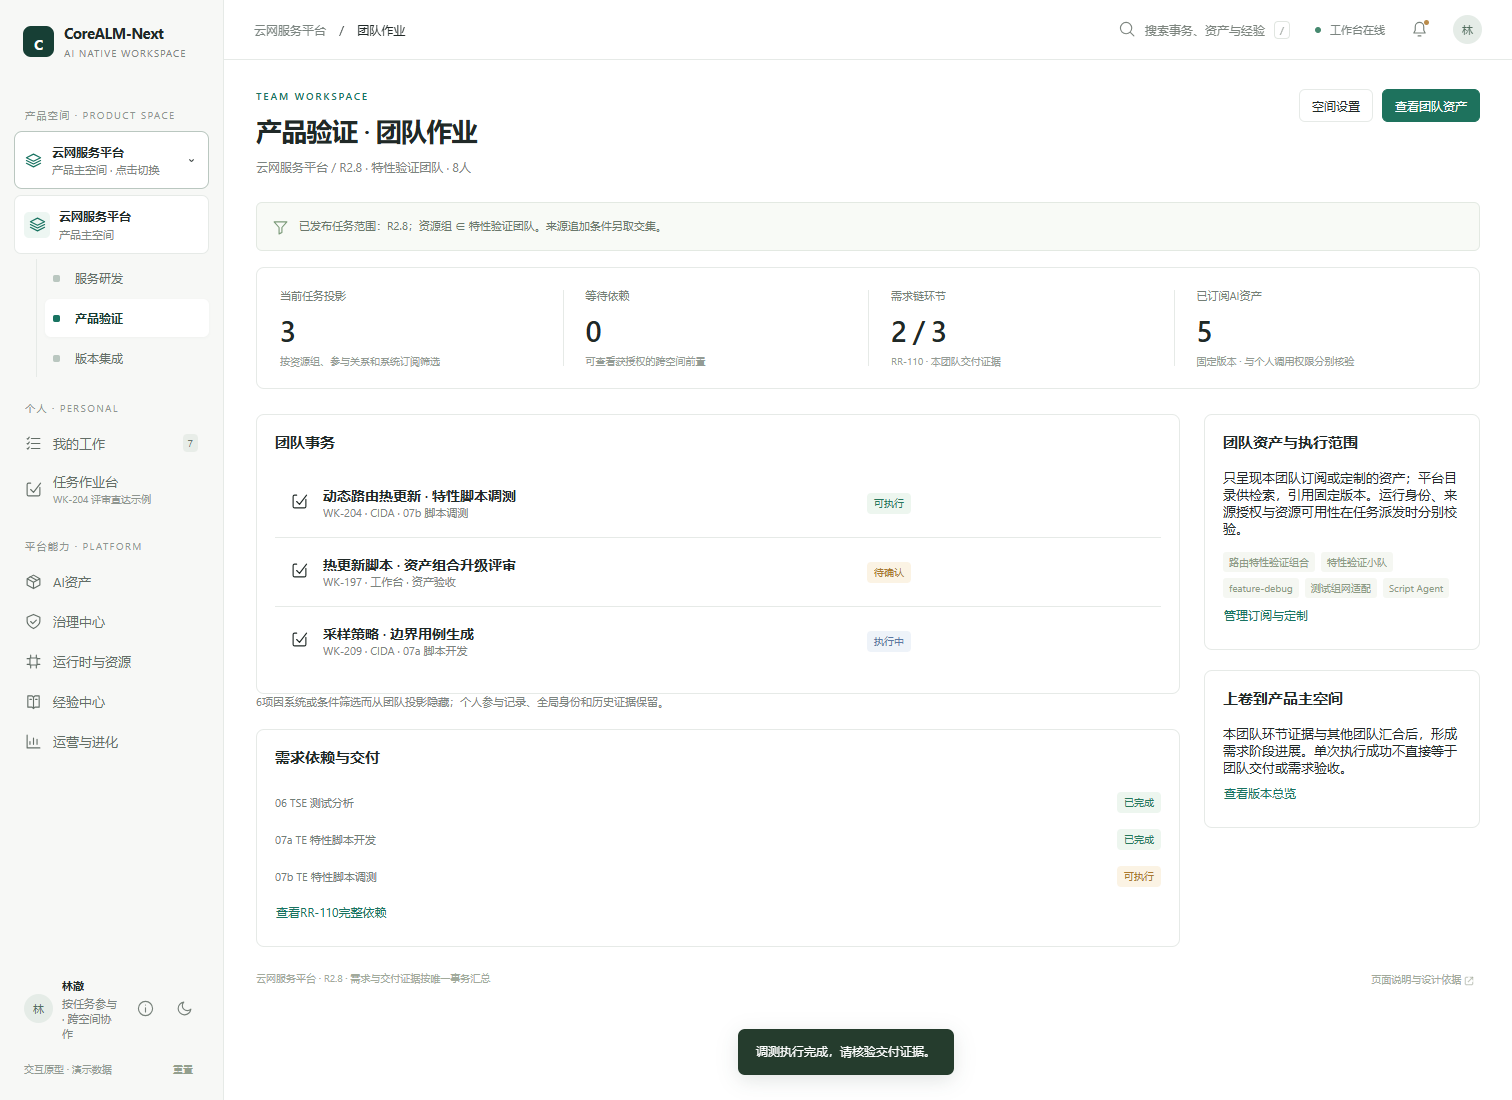 C
CoreALM-Next
AI NATIVE WORKSPACE
产品空间 · PRODUCT SPACE
云网服务平台
产品主空间 · 点击切换
云网服务平台
产品主空间
服务研发
产品验证
版本集成
个人 · PERSONAL
我的工作
7
任务作业台
WK-204 评审直达示例
平台能力 · PLATFORM
AI资产
治理中心
运行时与资源
经验中心
运营与进化
林
林澈
按任务参与
· 跨空间协
作
交互原型 · 演示数据
重置
云网服务平台 / 团队作业
搜索事务、资产与经验 /
工作台在线
林
TEAM WORKSPACE
产品验证 · 团队作业
云网服务平台 / R2.8 · 特性验证团队 · 8人
空间设置
查看团队资产
已发布任务范围：R2.8；资源组 ∈ 特性验证团队。来源追加条件另取交集。
当前任务投影
3
按资源组、参与关系和系统订阅筛选
等待依赖
0
可查看获授权的跨空间前置
需求链环节
2 / 3
RR-110 · 本团队交付证据
已订阅AI资产
5
固定版本 · 与个人调用权限分别核验
团队事务
动态路由热更新 · 特性脚本调测
WK-204 · CIDA · 07b 脚本调测
可执行
热更新脚本 · 资产组合升级评审
WK-197 · 工作台 · 资产验收
待确认
采样策略 · 边界用例生成
WK-209 · CIDA · 07a 脚本开发
执行中
6项因系统或条件筛选而从团队投影隐藏；个人参与记录、全局身份和历史证据保留。
需求依赖与交付
06 TSE 测试分析
已完成
07a TE 特性脚本开发
已完成
07b TE 特性脚本调测
可执行
查看RR-110完整依赖
团队资产与执行范围
只呈现本团队订阅或定制的资产；平台目
录供检索，引用固定版本。运行身份、来
源授权与资源可用性在任务派发时分别校
验。
路由特性验证组合
特性验证小队
feature-debug
测试组网适配
Script Agent
管理订阅与定制
上卷到产品主空间
本团队环节证据与其他团队汇合后，形成
需求阶段进展。单次执行成功不直接等于
团队交付或需求验收。
查看版本总览
云网服务平台 · R2.8 · 需求与交付证据按唯一事务汇总
页面说明与设计依据
调测执行完成，请核验交付证据。